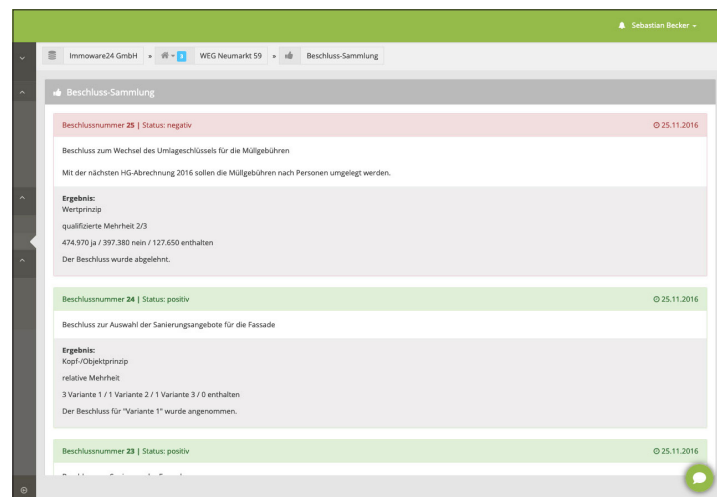 Sebastian Becker
Immoware24 GmbH » 3 WEG Neumarkt 59 » Beschluss-Sammlung
Beschluss-Sammlung
Beschlussnummer 25 | Status: negativ 25.11.2016
Beschluss zum Wechsel des Umlageschlüssels für die Müllgebühren
Mit der nächsten HG-Abrechnung 2016 sollen die Müllgebühren nach Personen umgelegt werden.
Ergebnis:
Wertprinzip
qualifizierte Mehrheit 2/3
474.970 ja / 397.380 nein / 127.650 enthalten
Der Beschluss wurde abgelehnt.
Beschlussnummer 24 | Status: positiv 25.11.2016
Beschluss zur Auswahl der Sanierungsangebote für die Fassade
Ergebnis:
Kopf-/Objektprinzip
relative Mehrheit
3 Variante 1 / 1 Variante 2 / 1 Variante 3 / 0 enthalten
Der Beschluss für "Variante 1" wurde angenommen.
Beschlussnummer 23 | Status: positiv 25.11.2016